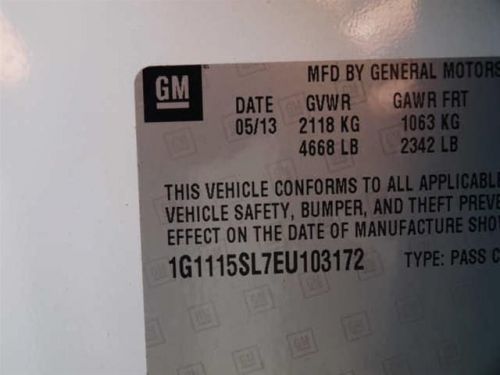 GM
MFD BY GENERAL MOTORS
DATE GVWR GAWR FRT
05/13 2118 KG 1063 KG
4668 LB 2342 LB
THIS VEHICLE CONFORMS TO ALL APPLICABLE
VEHICLE SAFETY, BUMPER, AND THEFT PREVE
EFFECT ON THE DATE OF MANUFACTURE SHO
1G1115SL7EU103172 TYPE: PASS C